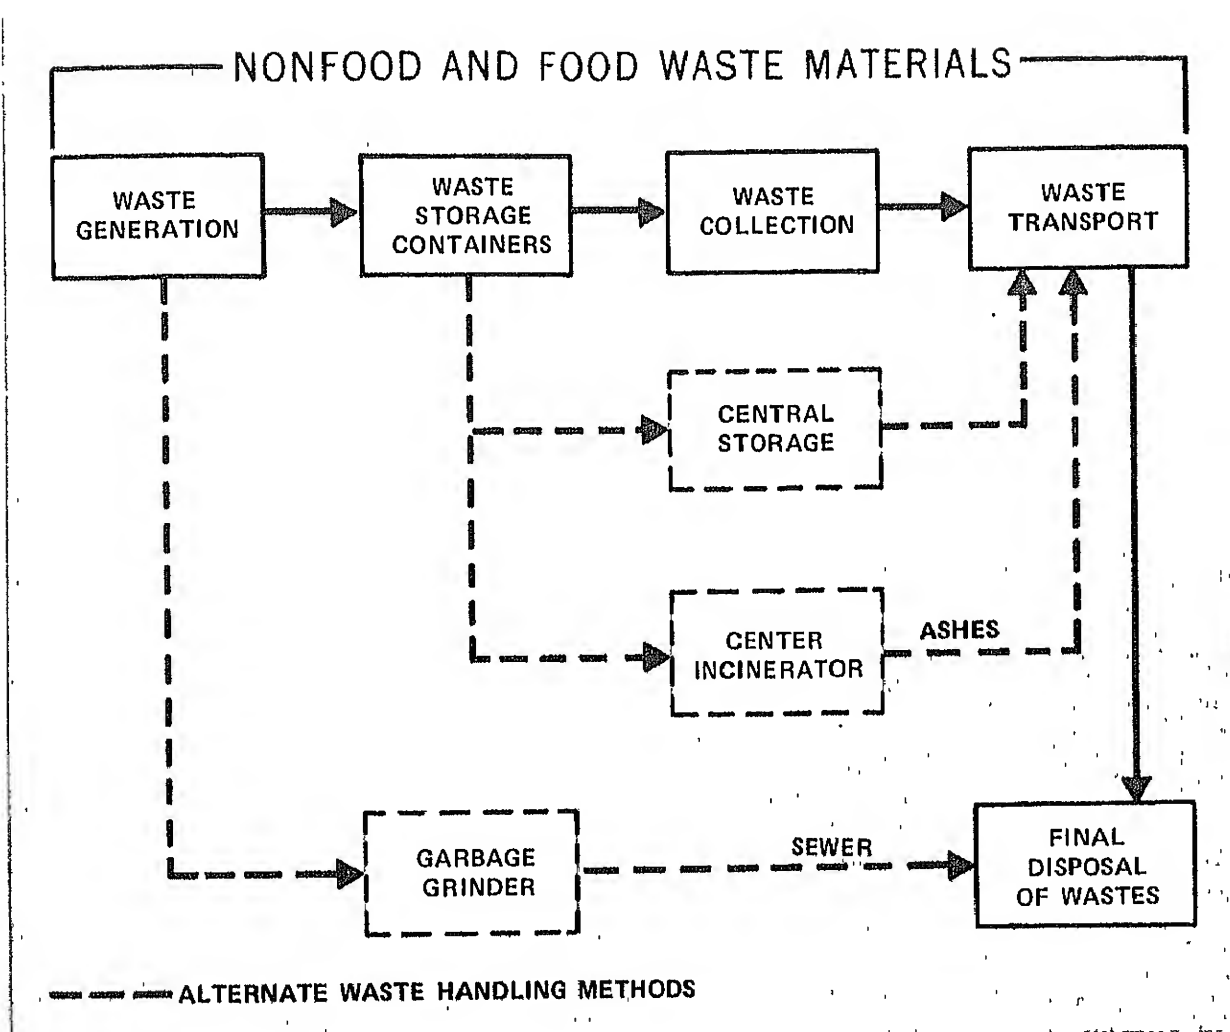 NONFOOD AND FOOD WASTE MATERIALS
WASTE
GENERATION
WASTE
STORAGE
CONTAINERS
WASTE
COLLECTION
WASTE
TRANSPORT
CENTRAL
STORAGE
CENTER
INCINERATOR
ASHES
GARBAGE
GRINDER
SEWER
FINAL
DISPOSAL
OF WASTES
ALTERNATE WASTE HANDLING METHODS